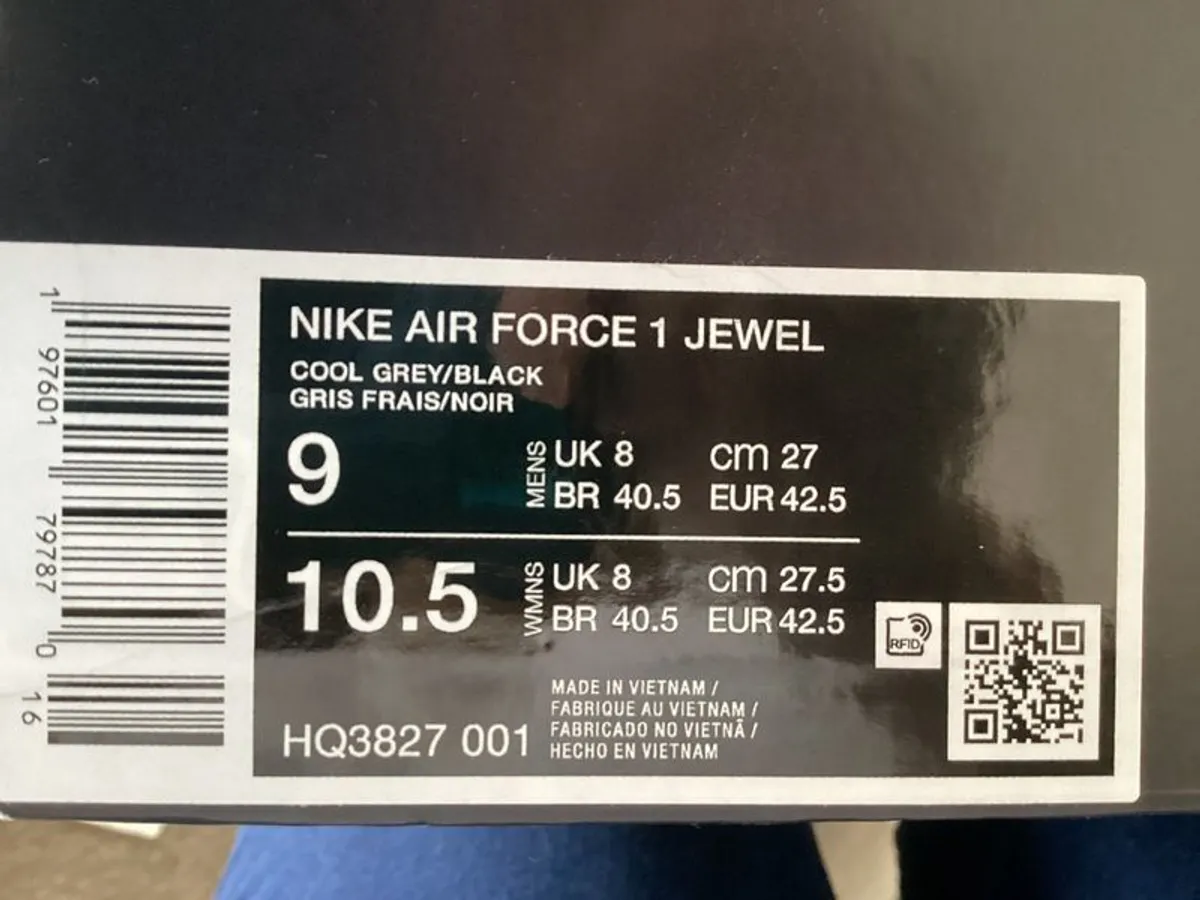 1 97601 79787 0
16
NIKE AIR FORCE 1 JEWEL
COOL GREY/BLACK
GRIS FRAIS/NOIR
9 MENS UK 8 cm 27
BR 40.5 EUR 42.5
10.5 WMNS UK 8 cm 27.5
BR 40.5 EUR 42.5
RFID
MADE IN VIETNAM /
FABRIQUE AU VIETNAM /
FABRICADO NO VIETNÃ /
HECHO EN VIETNAM
HQ3827 001